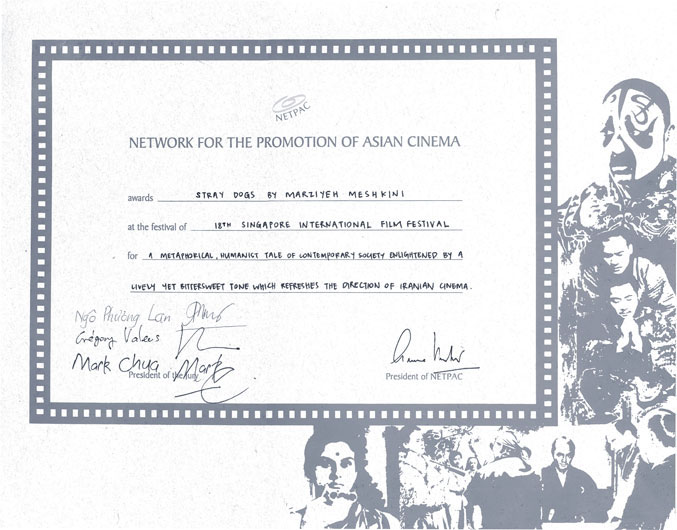 NETPAC
NETWORK FOR THE PROMOTION OF ASIAN CINEMA
awards STRAY DOGS BY MARZIYEH MESHKINI
at the festival of 18TH SINGAPORE INTERNATIONAL FILM FESTIVAL
for A METAPHORICAL, HUMANIST TALE OF CONTEMPORARY SOCIETY ENLIGHTENED BY A
LIVELY YET BITTERSWEET TONE WHICH REFRESHES THE DIRECTION OF IRANIAN CINEMA.
Ngô Phương Lan
Grégory Valens
Mark Chua Mark
President of the Jury
President of NETPAC